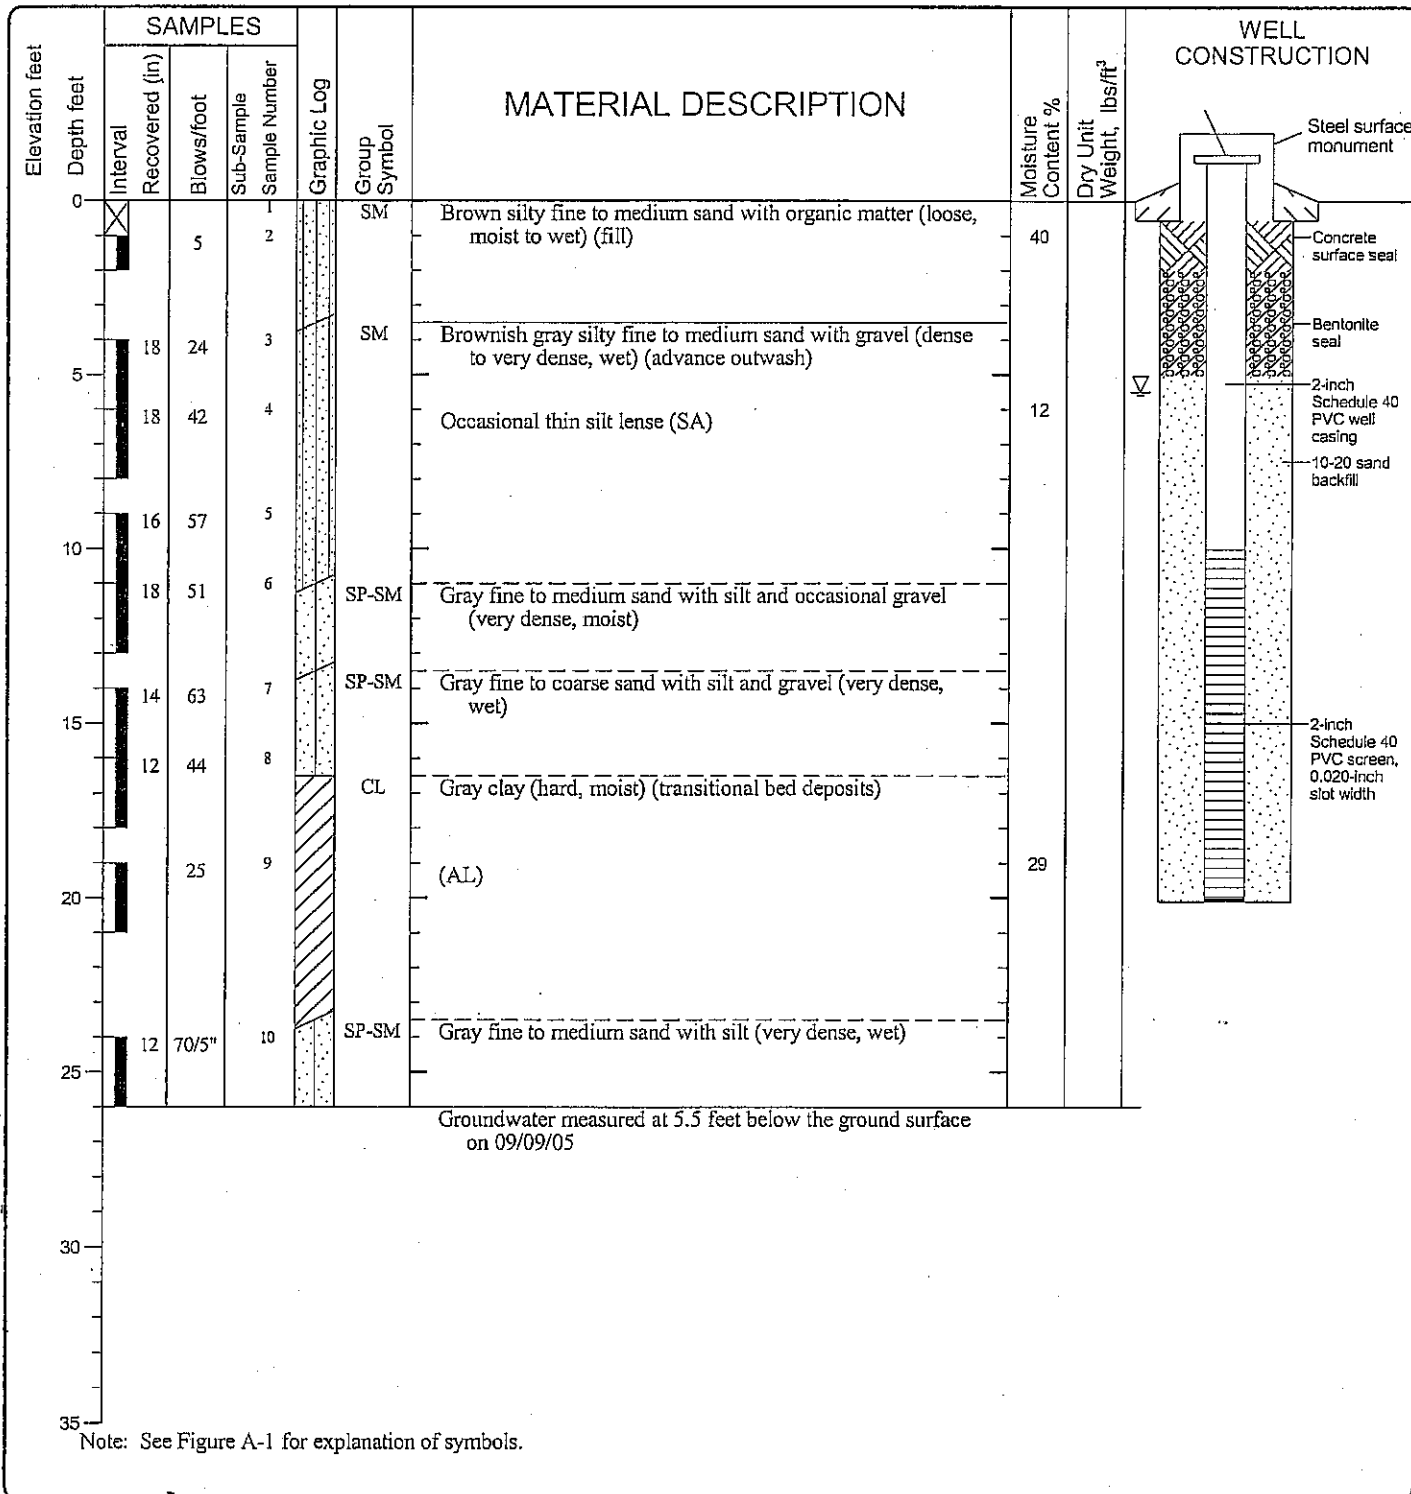 SAMPLES
Elevation feet
Depth feet
Interval
Recovered (in)
Blows/foot
Sub-Sample
Sample Number
Graphic Log
Group
Symbol
MATERIAL DESCRIPTION
Moisture
Content %
Dry Unit
Weight, lbs/ft³
WELL
CONSTRUCTION
Steel surface
monument
0
1
SM
Brown silty fine to medium sand with organic matter (loose,
moist to wet) (fill)
5
2
40
Concrete
surface seal
SM
Brownish gray silty fine to medium sand with gravel (dense
to very dense, wet) (advance outwash)
18
24
3
Bentonite
seal
5
18
42
4
Occasional thin silt lense (SA)
12
2-inch
Schedule 40
PVC well
casing
10-20 sand
backfill
16
57
5
10
18
51
6
SP-SM
Gray fine to medium sand with silt and occasional gravel
(very dense, moist)
14
63
7
SP-SM
Gray fine to coarse sand with silt and gravel (very dense,
wet)
15
2-inch
Schedule 40
PVC screen,
0.020-inch
slot width
12
44
8
CL
Gray clay (hard, moist) (transitional bed deposits)
25
9
(AL)
29
20
12
70/5"
10
SP-SM
Gray fine to medium sand with silt (very dense, wet)
25
Groundwater measured at 5.5 feet below the ground surface
on 09/09/05
30
35
Note: See Figure A-1 for explanation of symbols.